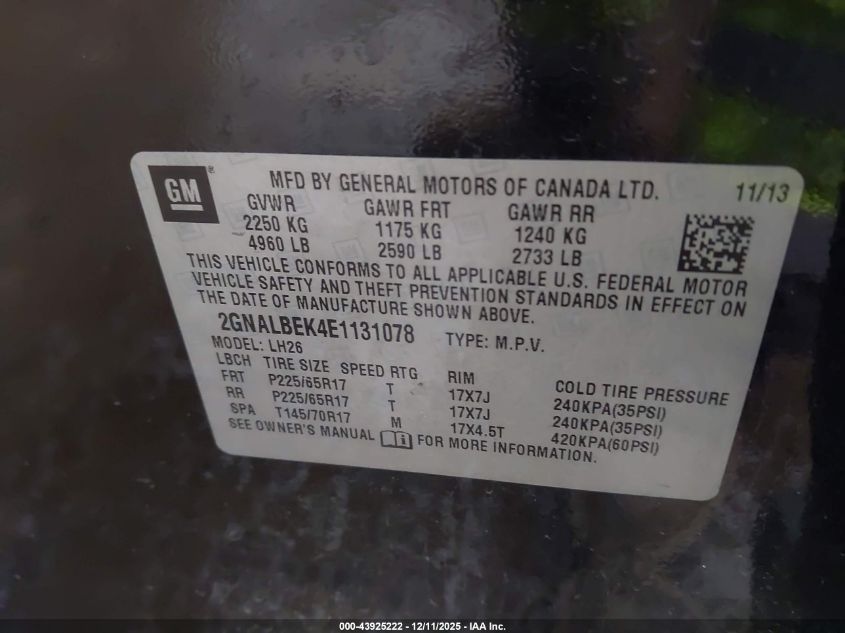 GM ® MFD BY GENERAL MOTORS OF CANADA LTD. 11/13
GVWR GAWR FRT GAWR RR
2250 KG 1175 KG 1240 KG
4960 LB 2590 LB 2733 LB
THIS VEHICLE CONFORMS TO ALL APPLICABLE U.S. FEDERAL MOTOR
VEHICLE SAFETY AND THEFT PREVENTION STANDARDS IN EFFECT ON
THE DATE OF MANUFACTURE SHOWN ABOVE.
2GNALBEK4E1131078 TYPE: M.P.V.
MODEL: LH26
LBCH TIRE SIZE SPEED RTG RIM COLD TIRE PRESSURE
FRT P225/65R17 T 17X7J 240KPA(35PSI)
RR P225/65R17 T 17X7J 240KPA(35PSI)
SPA T145/70R17 M 17X4.5T 420KPA(60PSI)
SEE OWNER'S MANUAL FOR MORE INFORMATION.
000-43925222 - 12/11/2025 - IAA Inc.